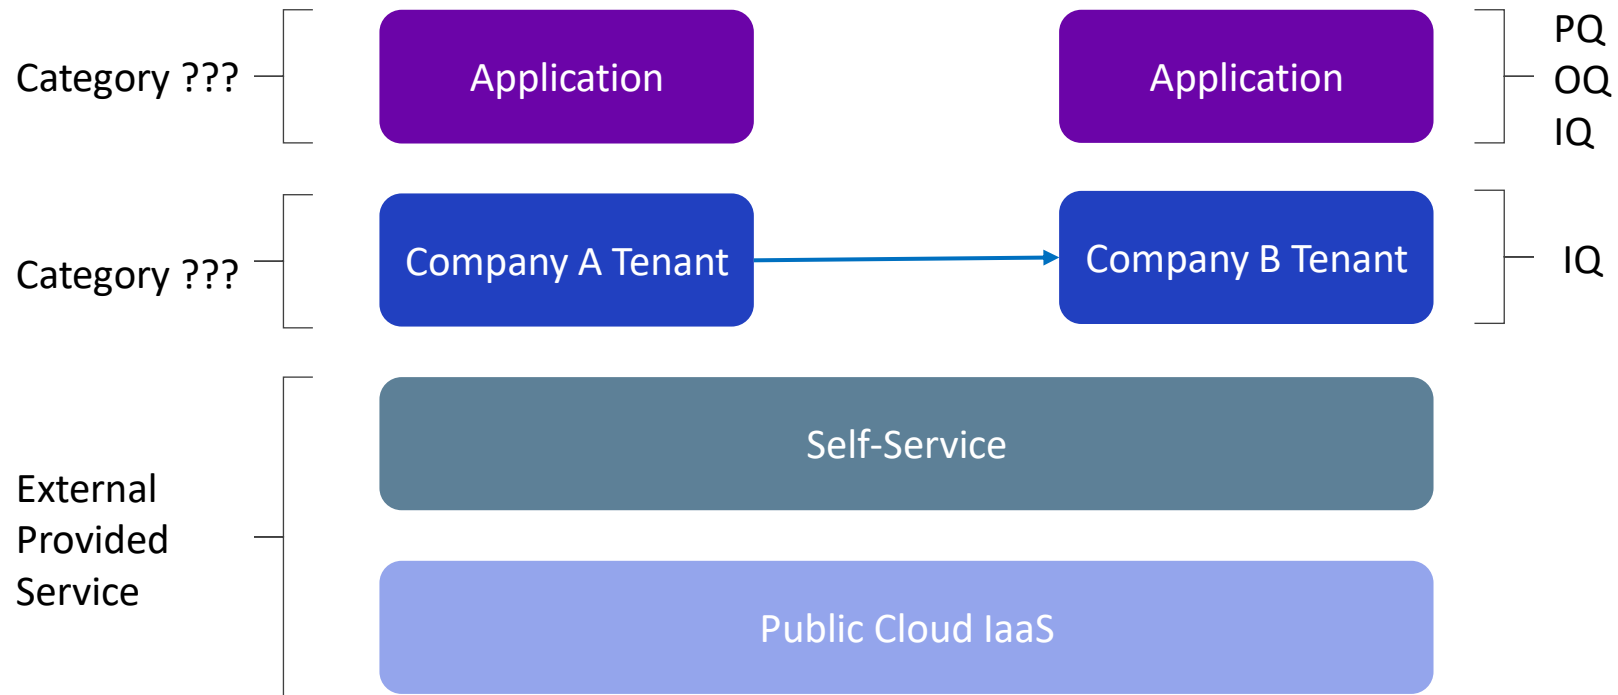 Category ???
Application
Application
PQ
OQ
IQ
Category ???
Company A Tenant
Company B Tenant
IQ
External
Provided
Service
Self-Service
Public Cloud IaaS